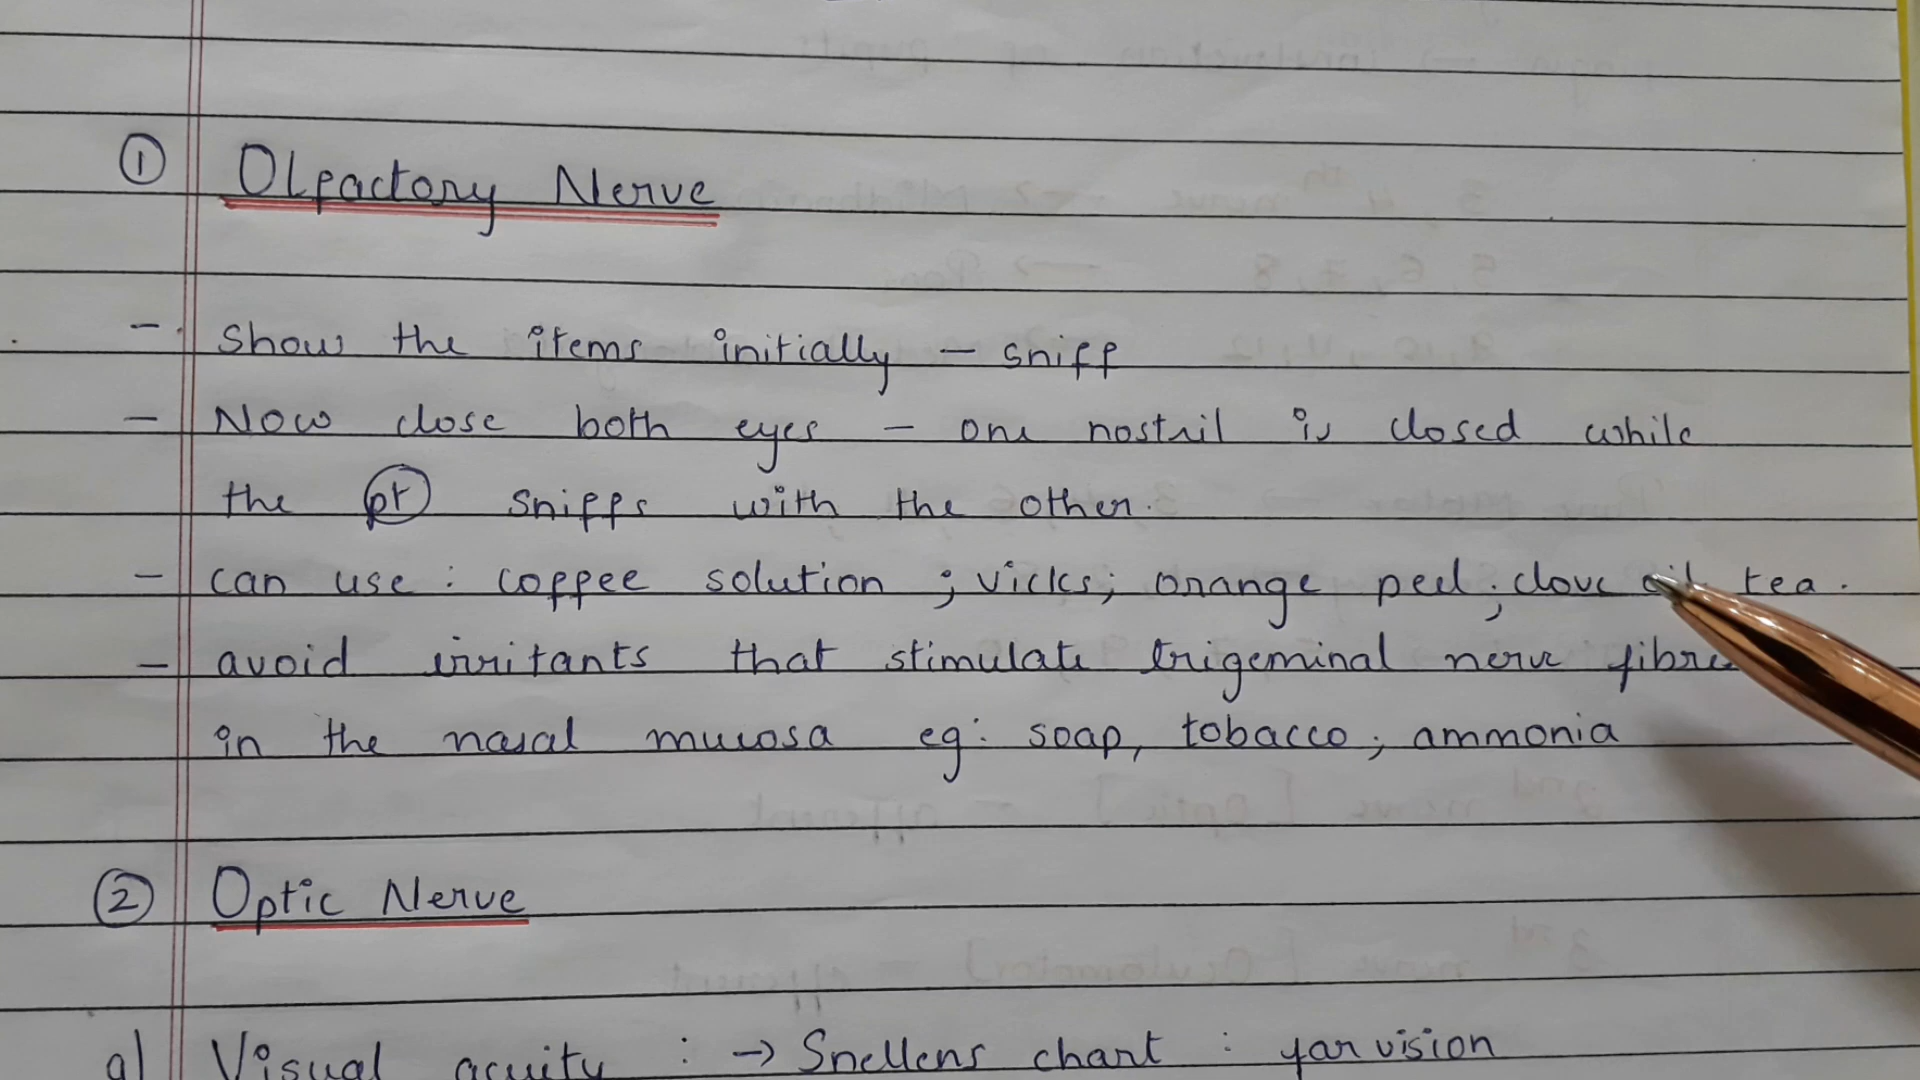 ① Olfactory Nerve
- show the items initially - sniff
- Now close both eyes - one nostril is closed while
the pt sniffs with the other.
- can use : coffee solution ; vicks; orange peel ; clove oil tea.
- avoid irritants that stimulate trigeminal nerve fibre
in the nasal mucosa eg: soap, tobacco, ammonia
② Optic Nerve
a) Visual acuity : → Snellens chart : far vision